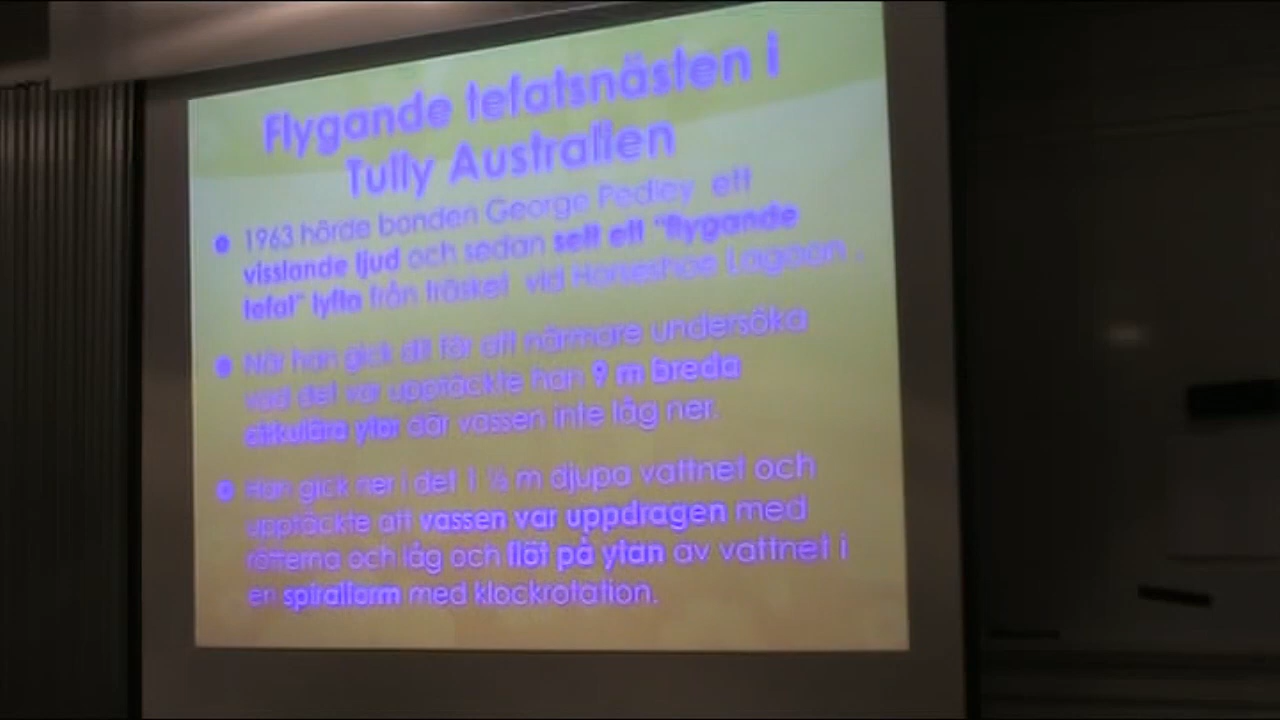 Flygande tefatsnästen i
Tully Australien
1963 hörde bonden George Pedley ett
visslande ljud och sedan sett ett "flygande
tefat" lyfta från träsket vid Horseshoe Lagoon .
När han gick dit för att närmare undersöka
vad det var upptäckte han 9 m breda
cirkulära ytor där vassen inte låg ner.
Han gick ner i det 1 ½ m djupa vattnet och
upptäckte att vassen var uppdragen med
rötterna och låg och flöt på ytan av vattnet i
en spiralform med klockrotation.